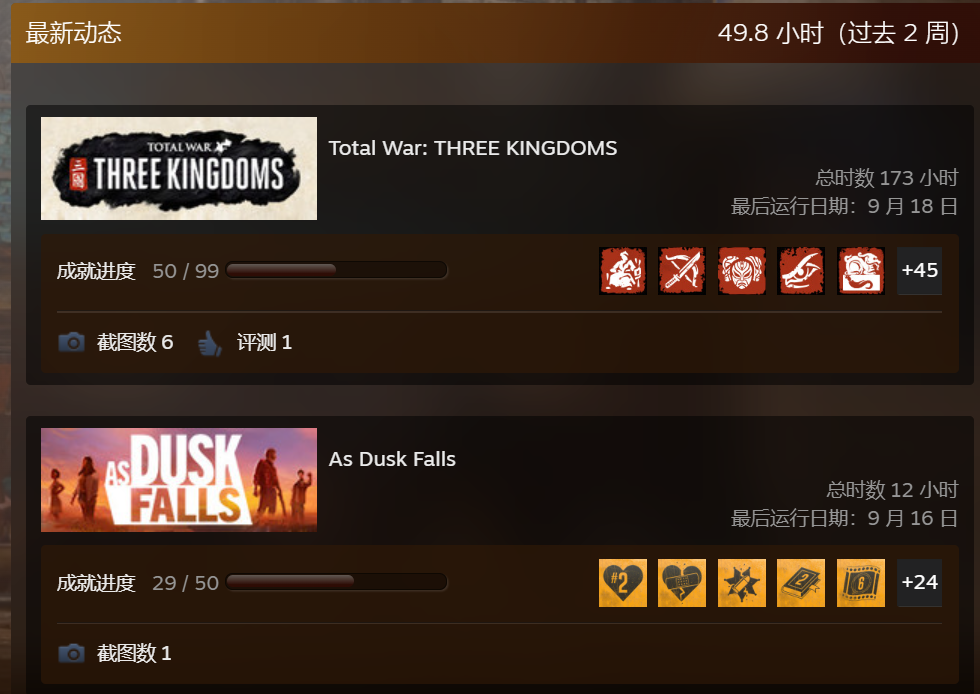 最新动态 49.8 小时（过去 2 周）
TOTAL WAR
三國
THREE KINGDOMS
Total War: THREE KINGDOMS
总时数 173 小时
最后运行日期：9 月 18 日
成就进度 50 / 99 +45
截图数 6 评测 1
AS DUSK FALLS
As Dusk Falls
总时数 12 小时
最后运行日期：9 月 16 日
成就进度 29 / 50 #2 2 6 +24
截图数 1